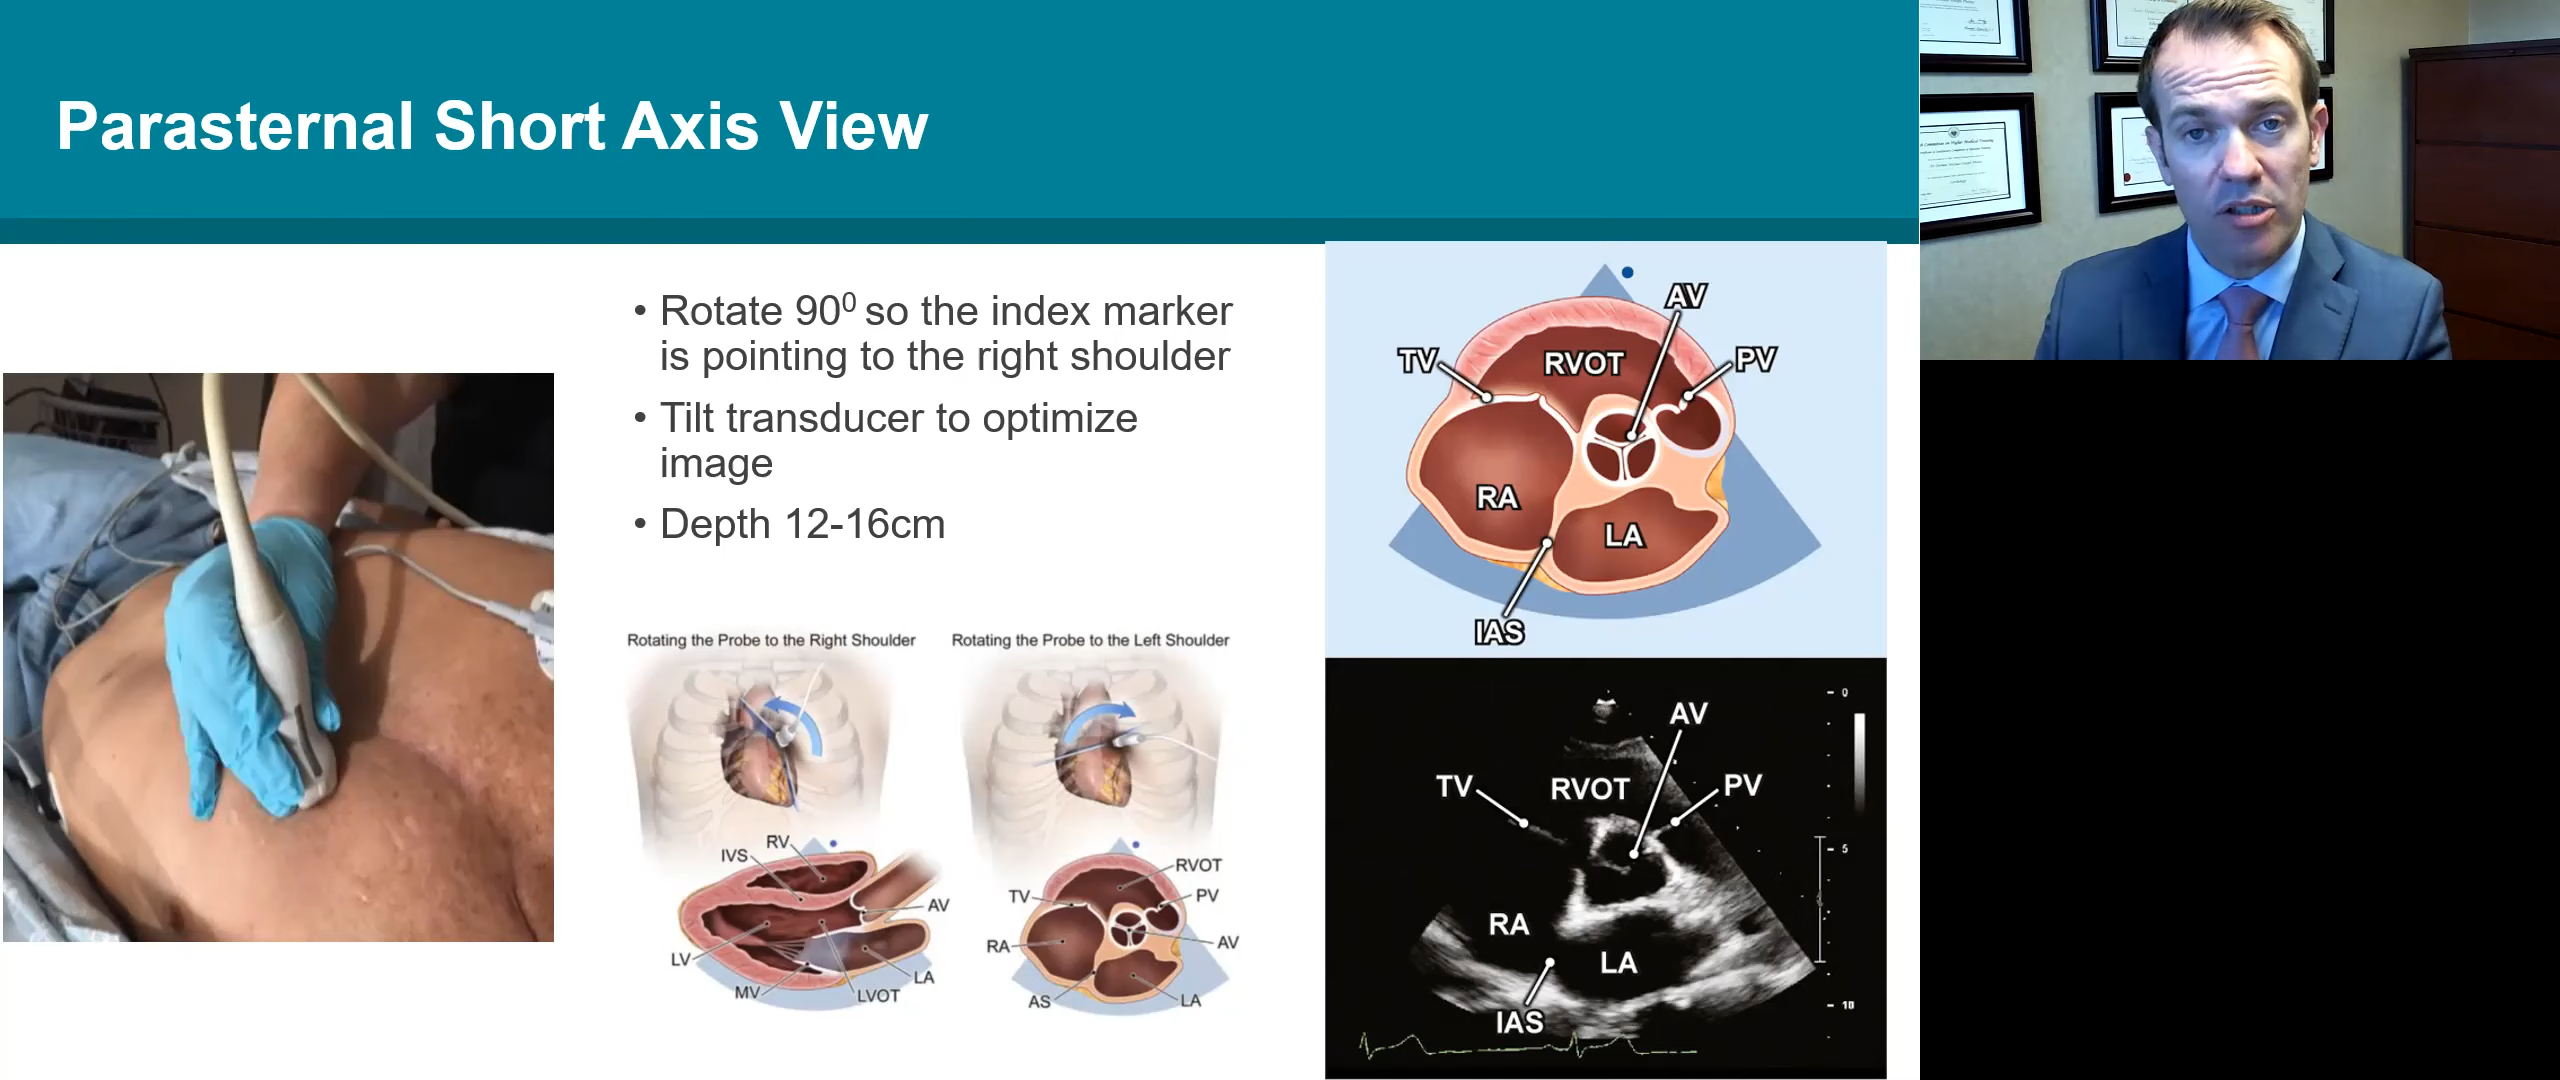 Parasternal Short Axis View
• Rotate 90⁰ so the index marker
is pointing to the right shoulder
• Tilt transducer to optimize
image
• Depth 12-16cm
Rotating the Probe to the Right Shoulder
RV
IVS
AV
LV
LA
MV
LVOT
Rotating the Probe to the Left Shoulder
RVOT
TV
PV
RA
AV
AS
LA
AV
TV
RVOT
PV
RA
LA
IAS
0
AV
TV
RVOT
PV
5
RA
LA
10
IAS